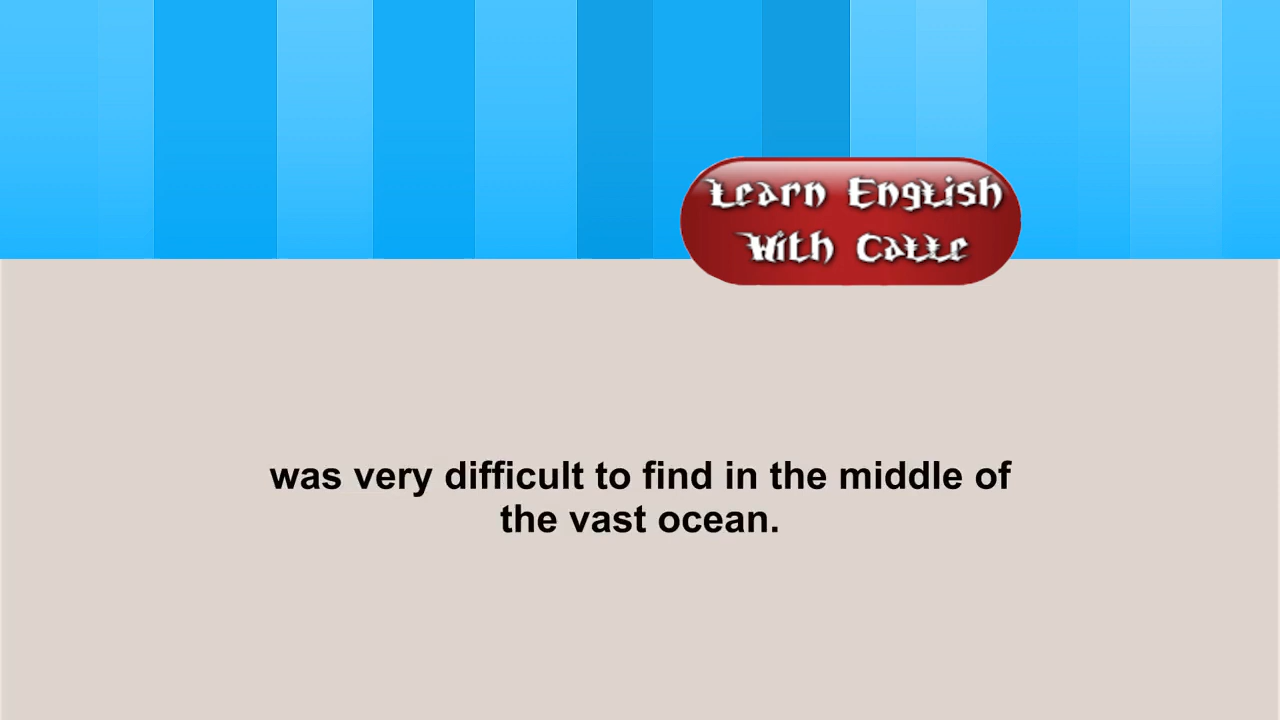 Learn English
With Catte
was very difficult to find in the middle of
the vast ocean.